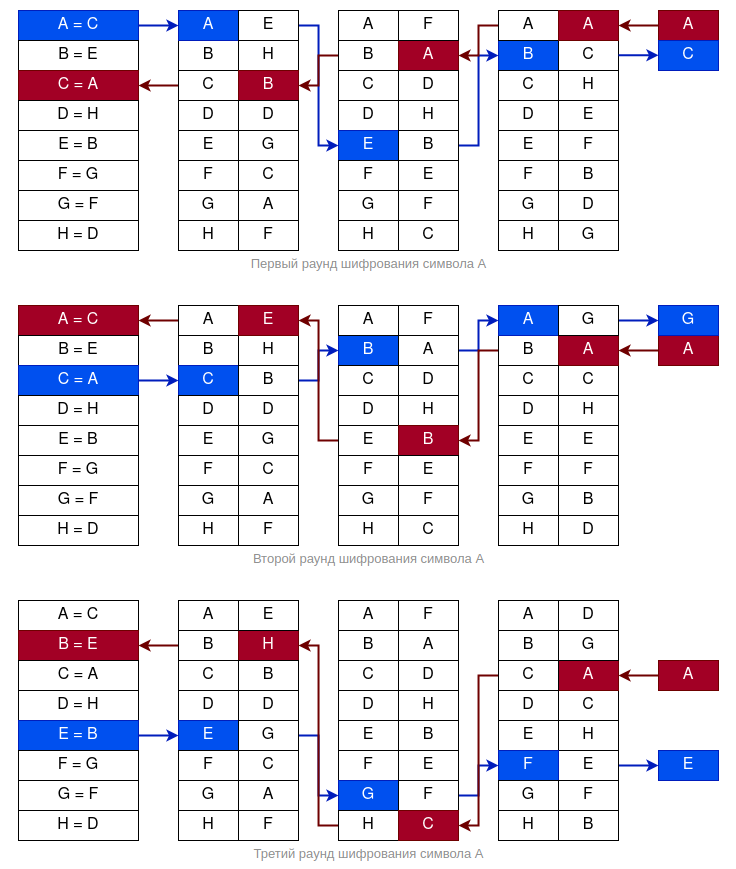 A = C A E A F A A A
B = E B H B A B C C
C = A C B C D C H
D = H D D D H D E
E = B E G E B E F
F = G F C F E F B
G = F G A G F G D
H = D H F H C H G
Первый раунд шифрования символа А
A = C A E A F A G G
B = E B H B A B A A
C = A C B C D C C
D = H D D D H D H
E = B E G E B E E
F = G F C F E F F
G = F G A G F G B
H = D H F H C H D
Второй раунд шифрования символа А
A = C A E A F A D
B = E B H B A B G
C = A C B C D C A A
D = H D D D H D C
E = B E G E B E H
F = G F C F E F E E
G = F G A G F G F
H = D H F H C H B
Третий раунд шифрования символа А